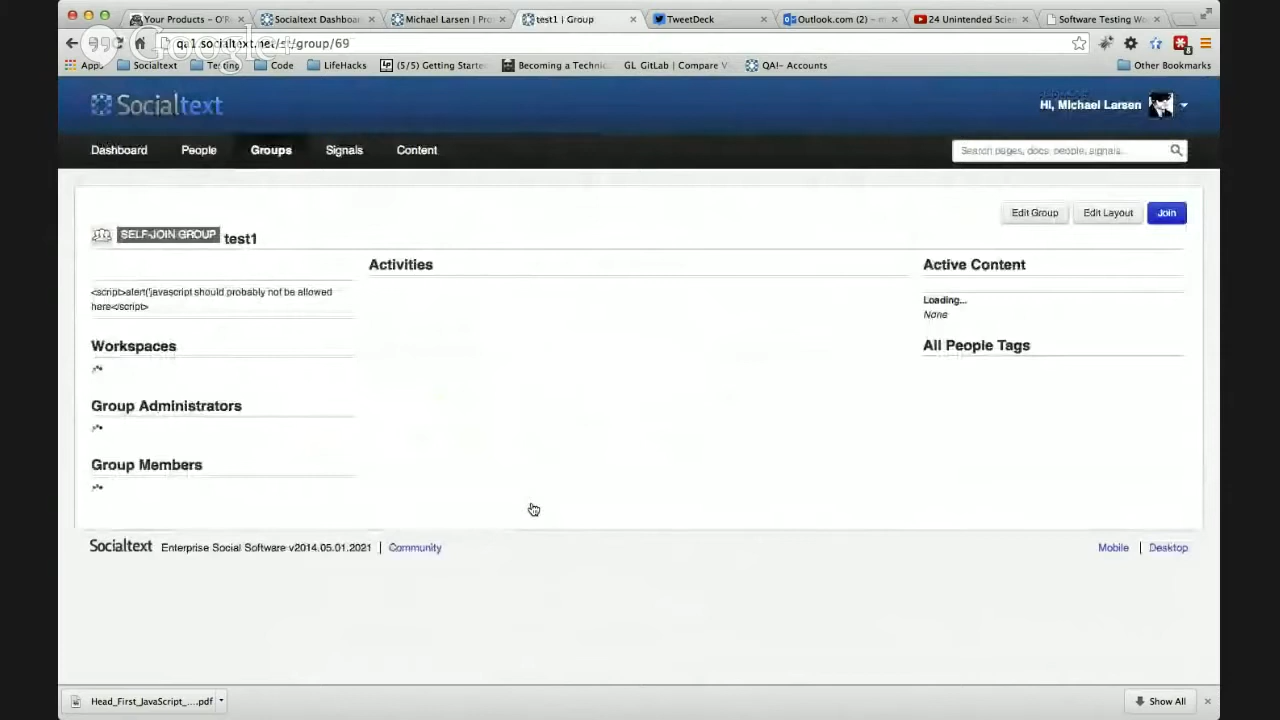 Your Products – O'R
Socialtext Dashboar
Michael Larsen | Pro
test1 | Group
TweetDeck
Outlook.com (2) – m
24 Unintended Scien
Software Testing W
Google+
qa1.socialtext.net/st/group/69
Apps
Socialtext
Testing
Code
LifeHacks
(5/5) Getting Starte
Becoming a Technic
GL GitLab | Compare V
QAI- Accounts
Other Bookmarks
Socialtext
Hi, Michael Larsen
Dashboard
People
Groups
Signals
Content
Search pages, docs, people, signals...
Edit Group
Edit Layout
Join
SELF-JOIN GROUP test1
Activities
Active Content
<script>alert('javascript should probably not be allowed
here</script>
Loading...
None
Workspaces
All People Tags
Group Administrators
Group Members
Socialtext Enterprise Social Software v2014.05.01.2021 | Community
Mobile | Desktop
Head_First_JavaScript_....pdf
Show All